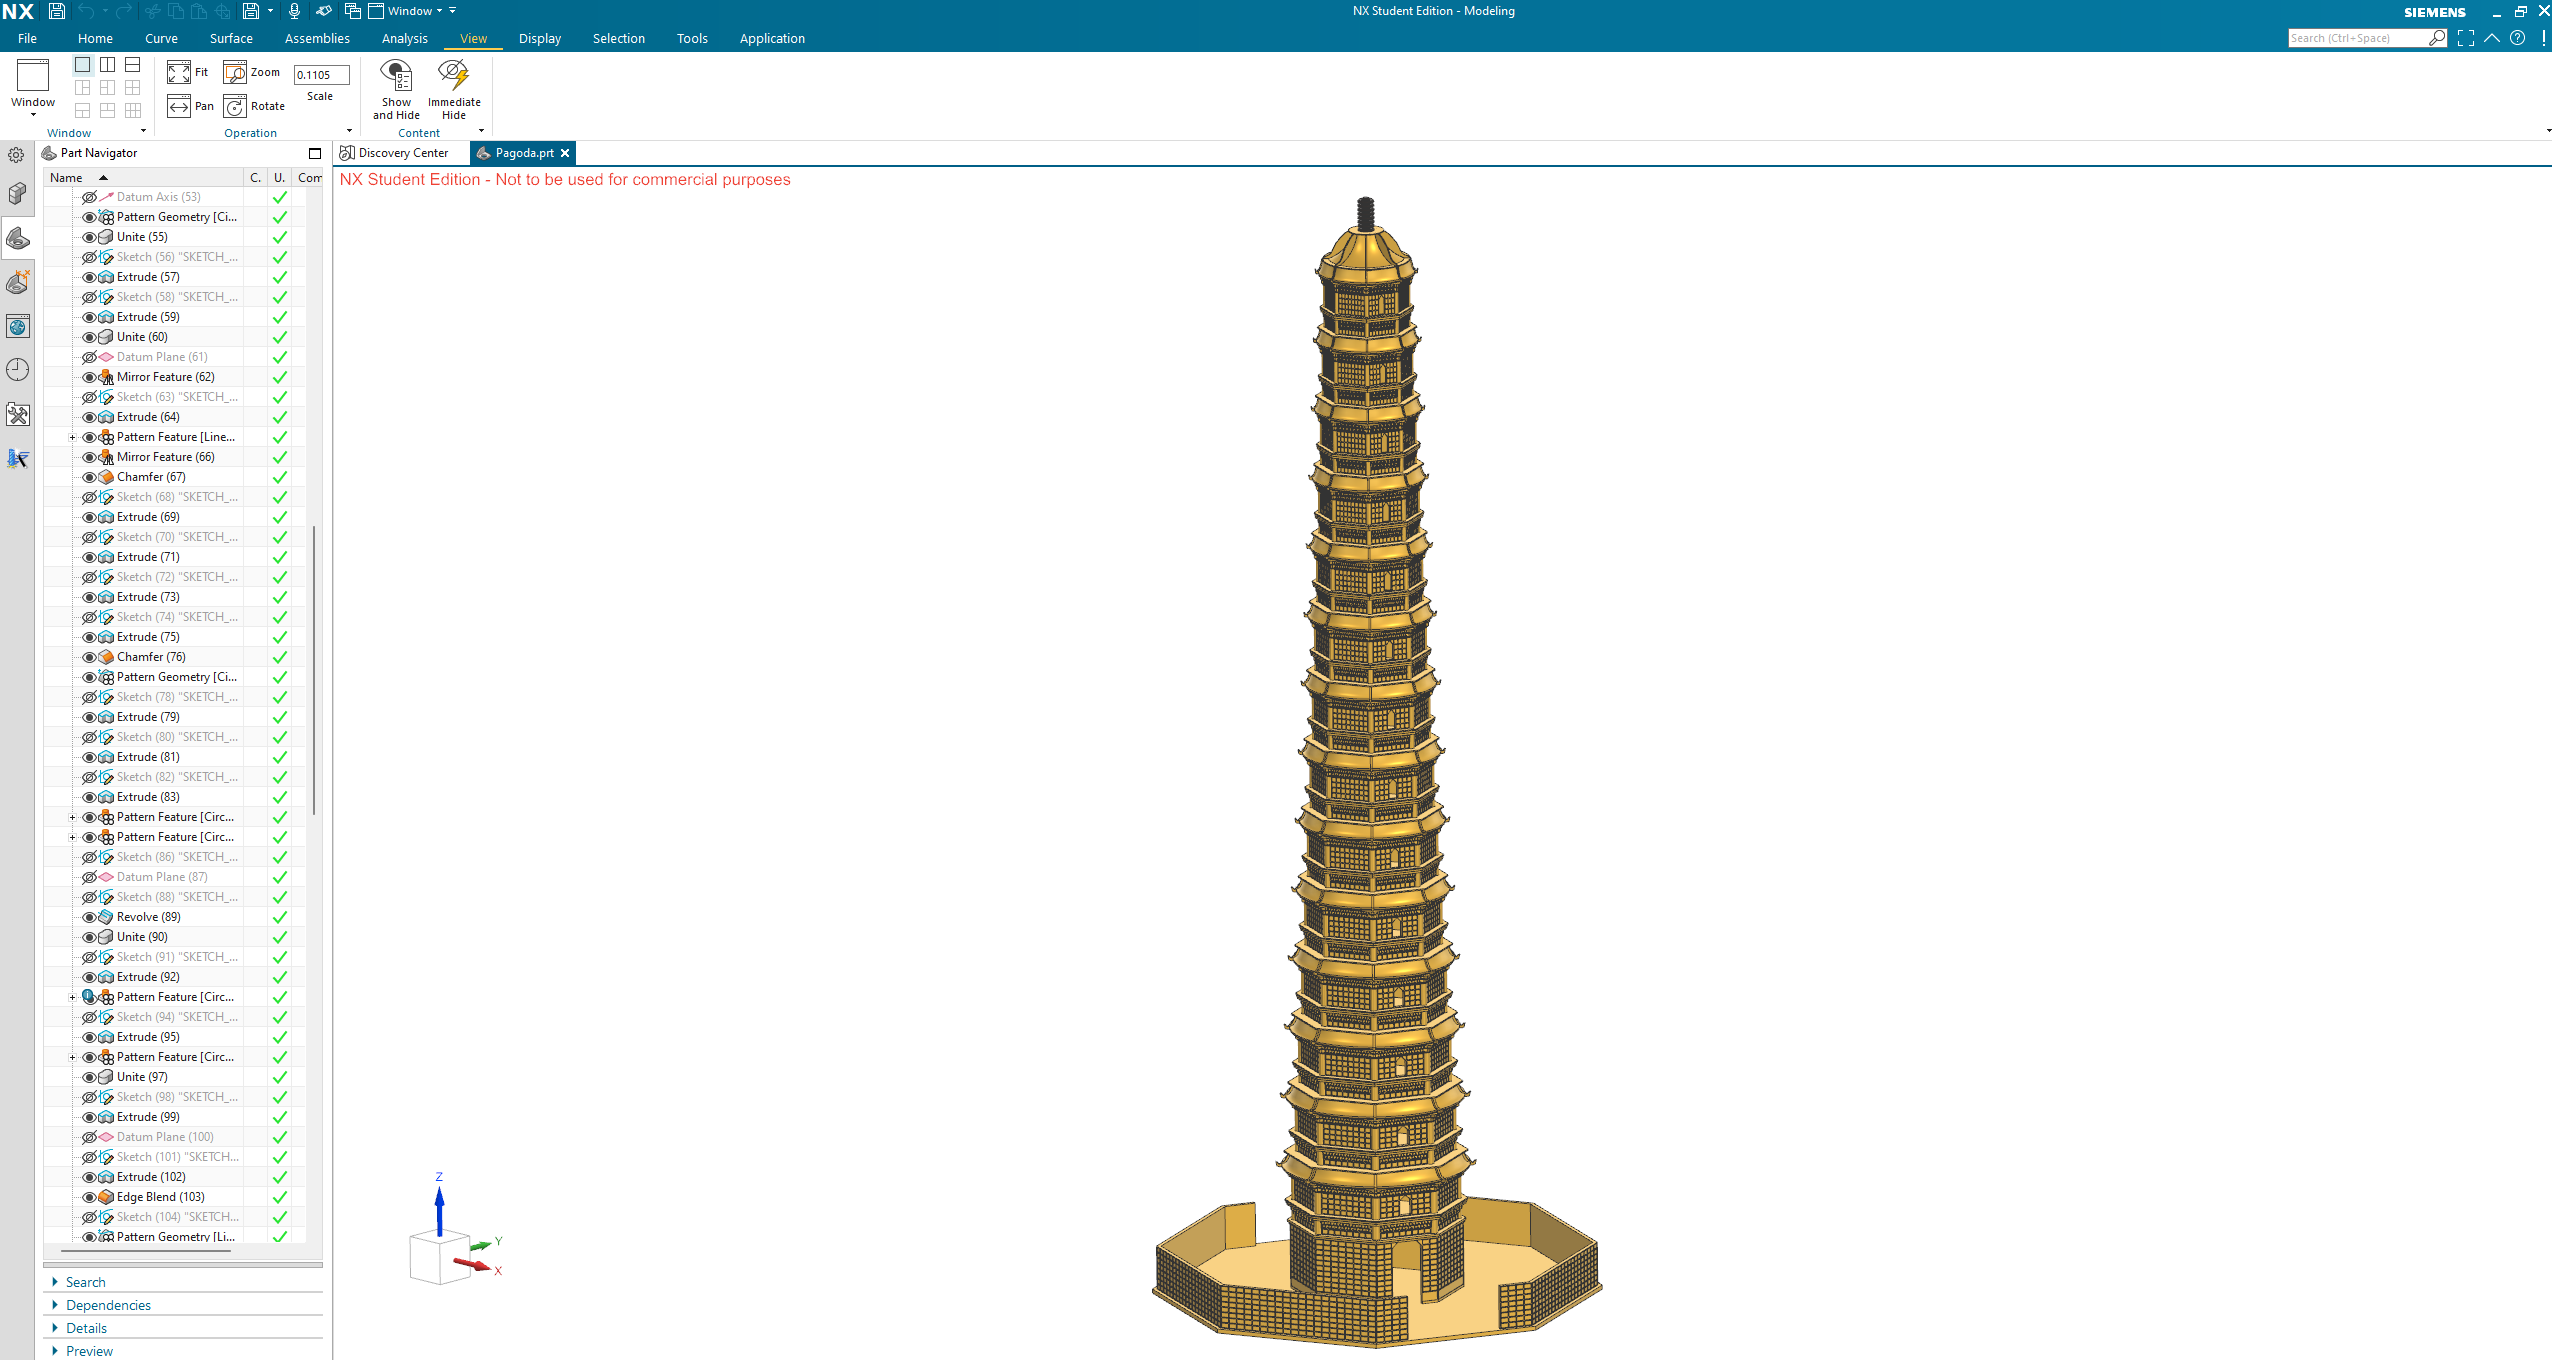 NX
Window
NX Student Edition - Modeling
SIEMENS
File Home Curve Surface Assemblies Analysis View Display Selection Tools Application
Search (Ctrl+Space)
Window
Window
Fit Zoom 0.1105
Scale
Pan Rotate
Operation
Show and Hide
Immediate Hide
Content
Part Navigator
Discovery Center
Pagoda.prt
NX Student Edition - Not to be used for commercial purposes
Name C. U. Com
Datum Axis (53)
Pattern Geometry [Ci...
Unite (55)
Sketch (56) "SKETCH_...
Extrude (57)
Sketch (58) "SKETCH_...
Extrude (59)
Unite (60)
Datum Plane (61)
Mirror Feature (62)
Sketch (63) "SKETCH_...
Extrude (64)
Pattern Feature [Line...
Mirror Feature (66)
Chamfer (67)
Sketch (68) "SKETCH_...
Extrude (69)
Sketch (70) "SKETCH_...
Extrude (71)
Sketch (72) "SKETCH_...
Extrude (73)
Sketch (74) "SKETCH_...
Extrude (75)
Chamfer (76)
Pattern Geometry [Ci...
Sketch (78) "SKETCH_...
Extrude (79)
Sketch (80) "SKETCH_...
Extrude (81)
Sketch (82) "SKETCH_...
Extrude (83)
Pattern Feature [Circ...
Pattern Feature [Circ...
Sketch (86) "SKETCH_...
Datum Plane (87)
Sketch (88) "SKETCH_...
Revolve (89)
Unite (90)
Sketch (91) "SKETCH_...
Extrude (92)
Pattern Feature [Circ...
Sketch (94) "SKETCH_...
Extrude (95)
Pattern Feature [Circ...
Unite (97)
Sketch (98) "SKETCH_...
Extrude (99)
Datum Plane (100)
Sketch (101) "SKETCH...
Extrude (102)
Edge Blend (103)
Sketch (104) "SKETCH...
Pattern Geometry [Li...
Search
Dependencies
Details
Preview
Z
Y
X